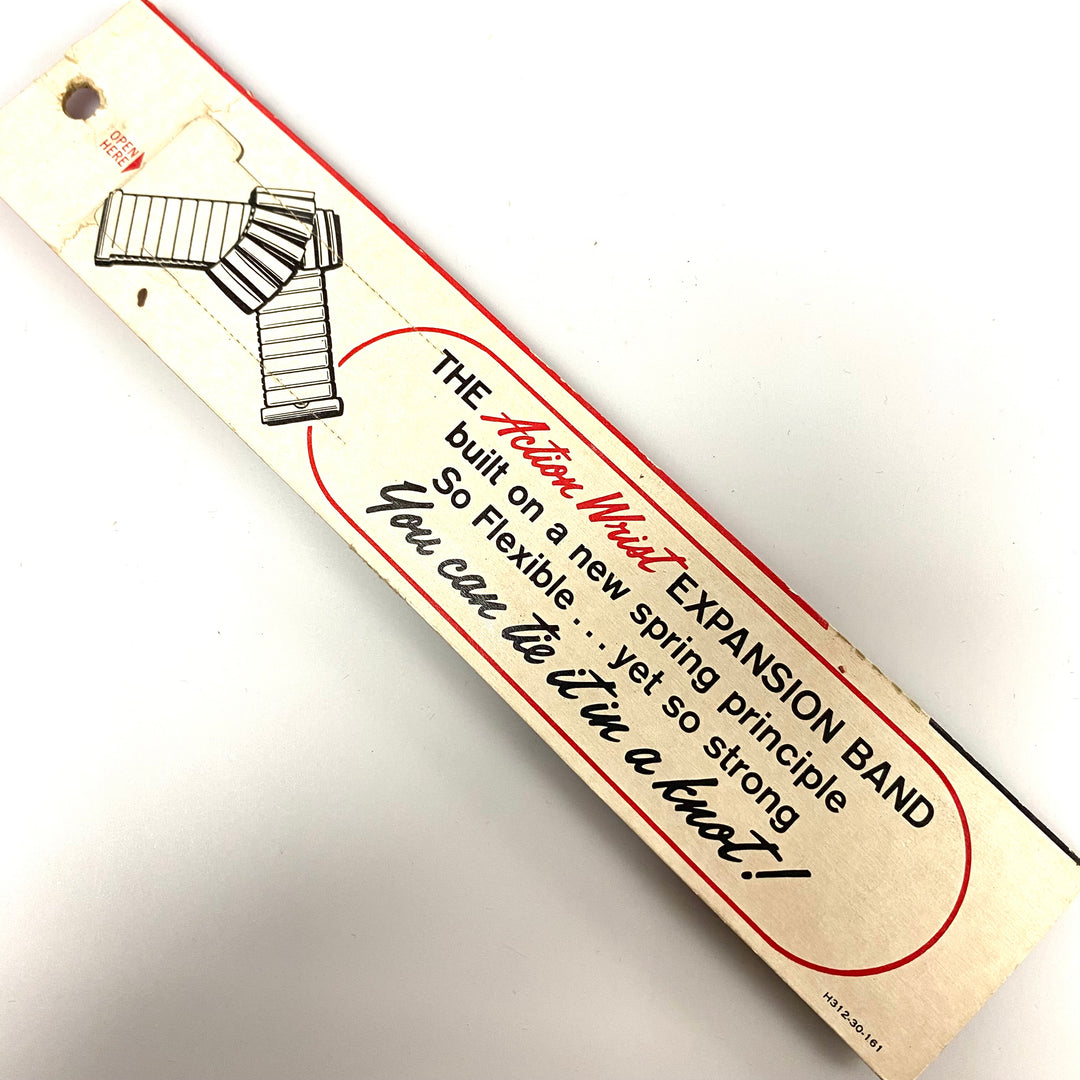 OPEN
HERE
THE Action Wrist EXPANSION BAND
built on a new spring principle
So Flexible . . . yet so strong
You can tie it in a knot!
H312-30-161